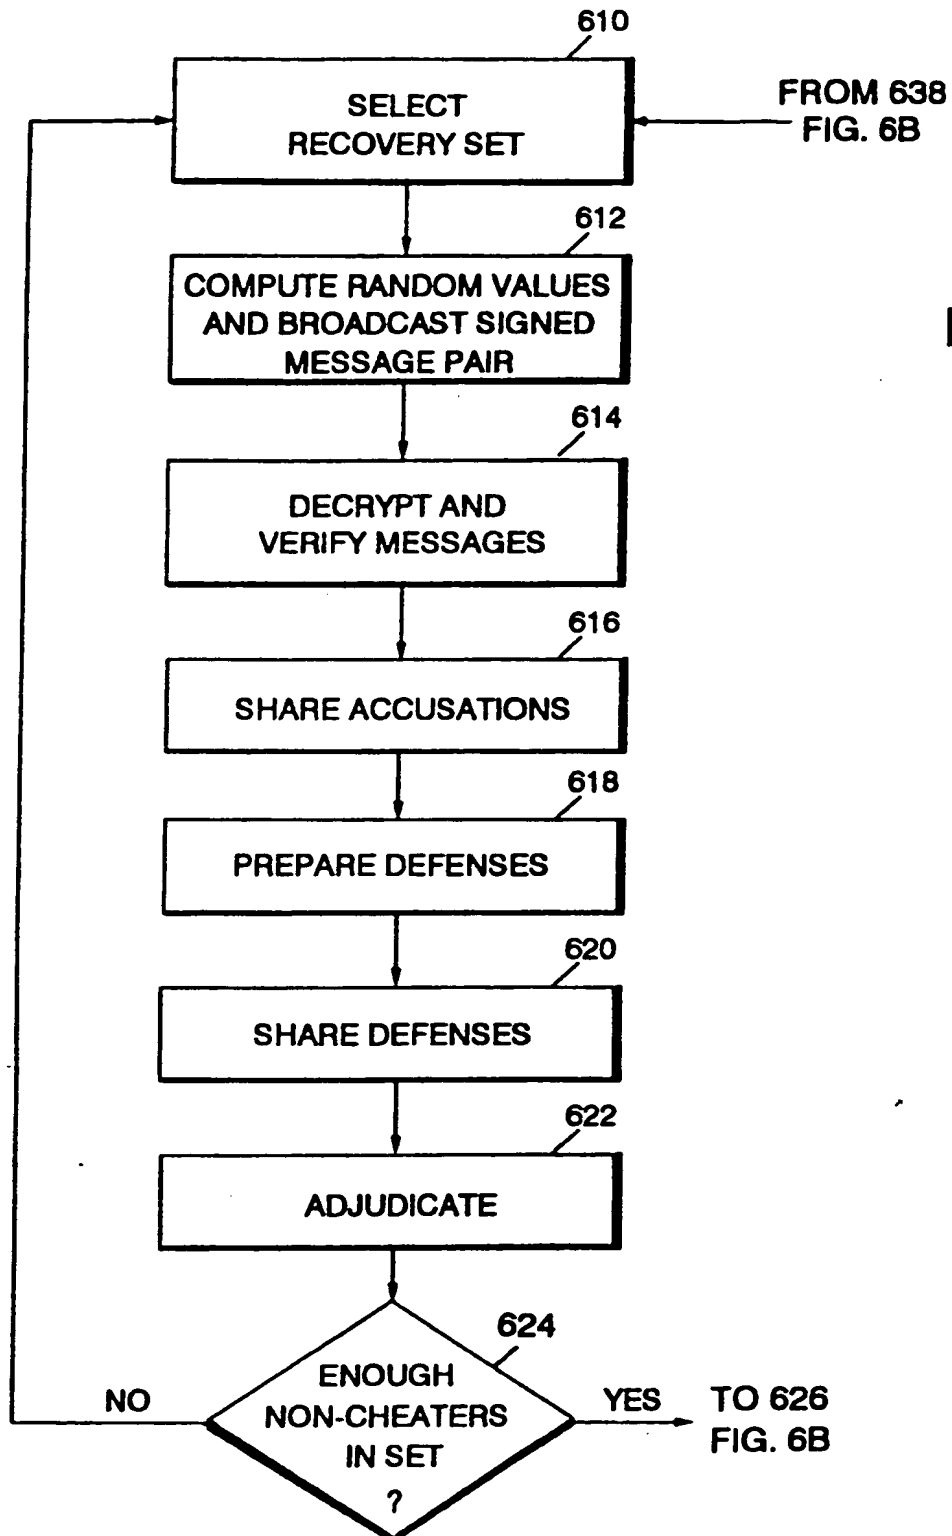 610
SELECT
RECOVERY SET
FROM 638
FIG. 6B
612
COMPUTE RANDOM VALUES
AND BROADCAST SIGNED
MESSAGE PAIR
614
DECRYPT AND
VERIFY MESSAGES
616
SHARE ACCUSATIONS
618
PREPARE DEFENSES
620
SHARE DEFENSES
622
ADJUDICATE
624
ENOUGH
NON-CHEATERS
IN SET
?
NO
YES
TO 626
FIG. 6B